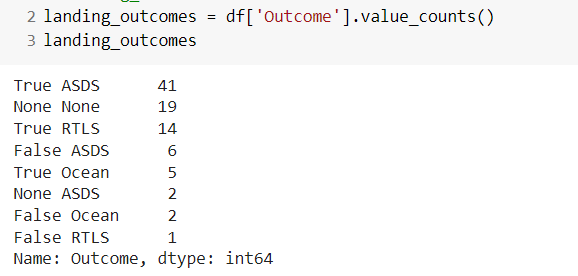 2 landing_outcomes = df['Outcome'].value_counts()
3 landing_outcomes
True ASDS 41
None None 19
True RTLS 14
False ASDS 6
True Ocean 5
None ASDS 2
False Ocean 2
False RTLS 1
Name: Outcome, dtype: int64